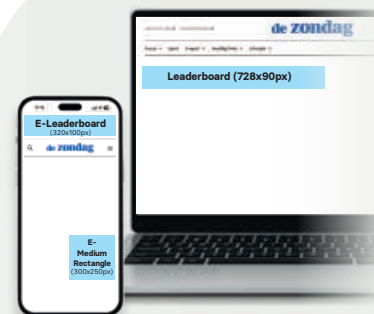 de zondag
Leaderboard (728x90px)
E-Leaderboard
(320x100px)
de zondag
E-
Medium
Rectangle
(300x250px)